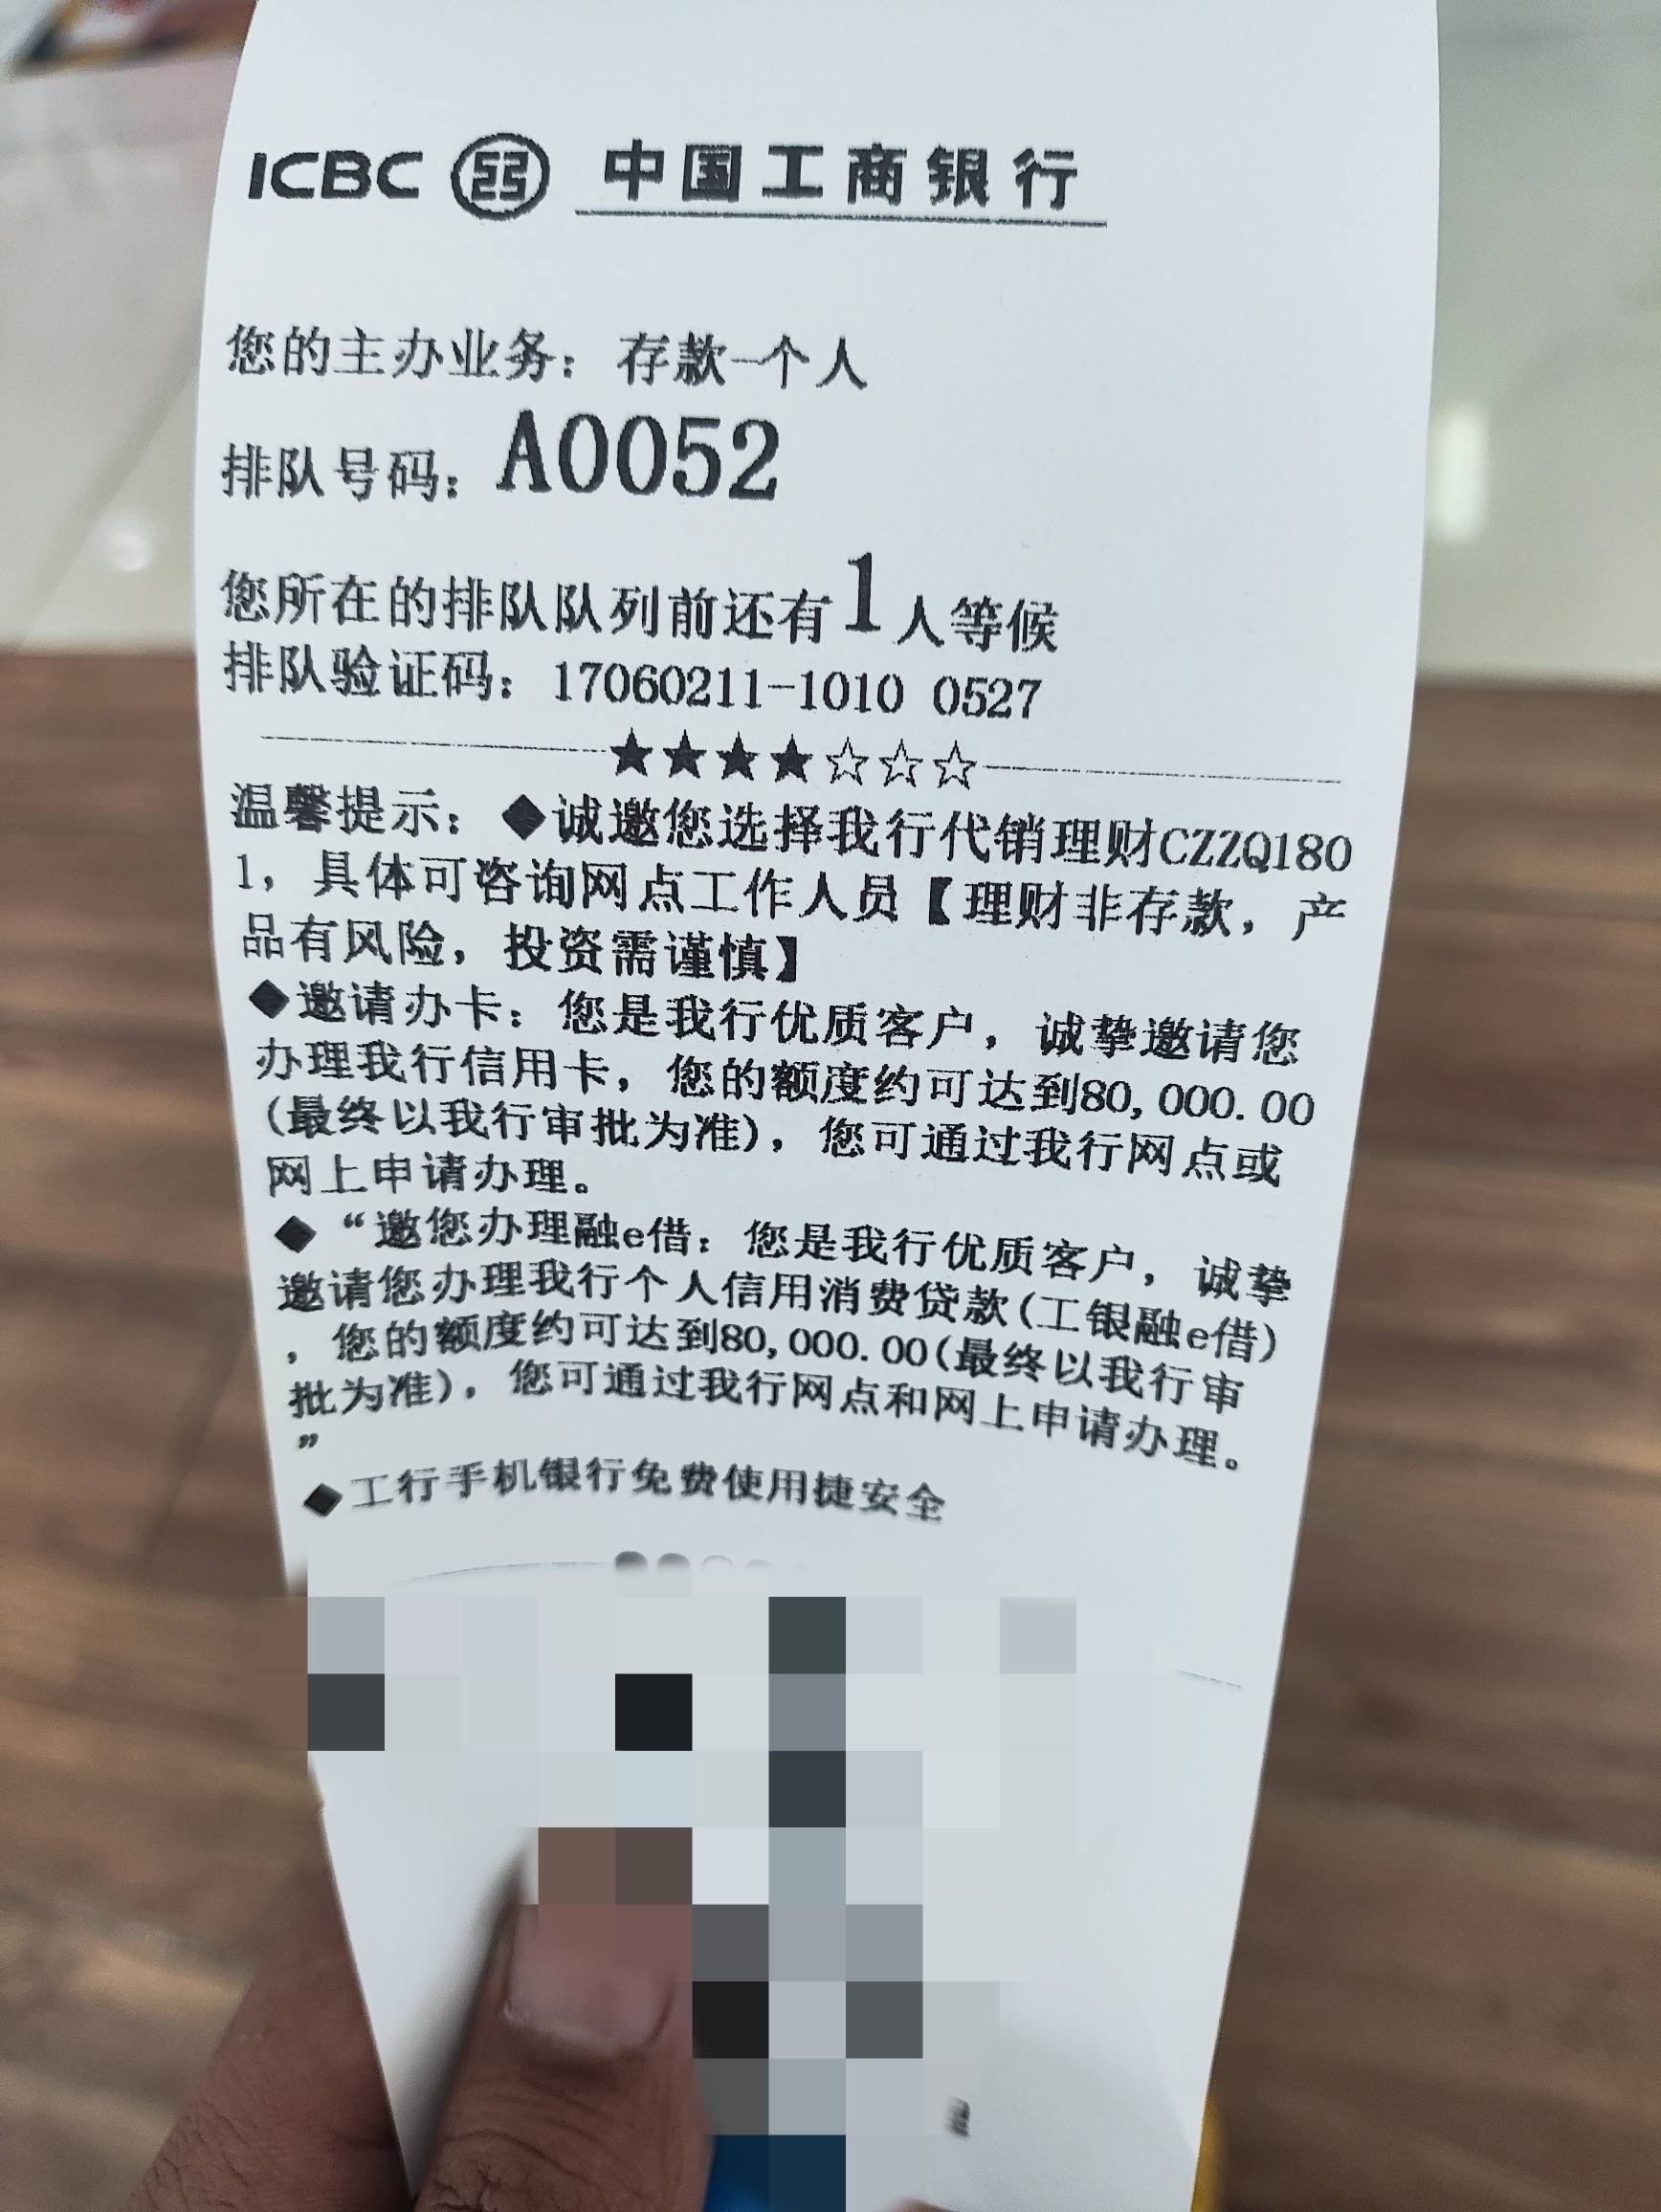 ICBC 中国工商银行
您的主办业务：存款-个人
排队号码：A0052
您所在的排队队列前还有1人等候
排队验证码：17060211-1010 0527
★★★★☆☆☆
温馨提示：◆诚邀您选择我行代销理财CZZQ180
1，具体可咨询网点工作人员【理财非存款，产
品有风险，投资需谨慎】
◆邀请办卡：您是我行优质客户，诚挚邀请您
办理我行信用卡，您的额度约可达到80,000.00
(最终以我行审批为准)，您可通过我行网点或
网上申请办理。
◆“邀您办理融e借：您是我行优质客户，诚挚
邀请您办理我行个人信用消费贷款(工银融e借)
，您的额度约可达到80,000.00(最终以我行审
批为准)，您可通过我行网点和网上申请办理。
”
◆工行手机银行免费使用捷安全